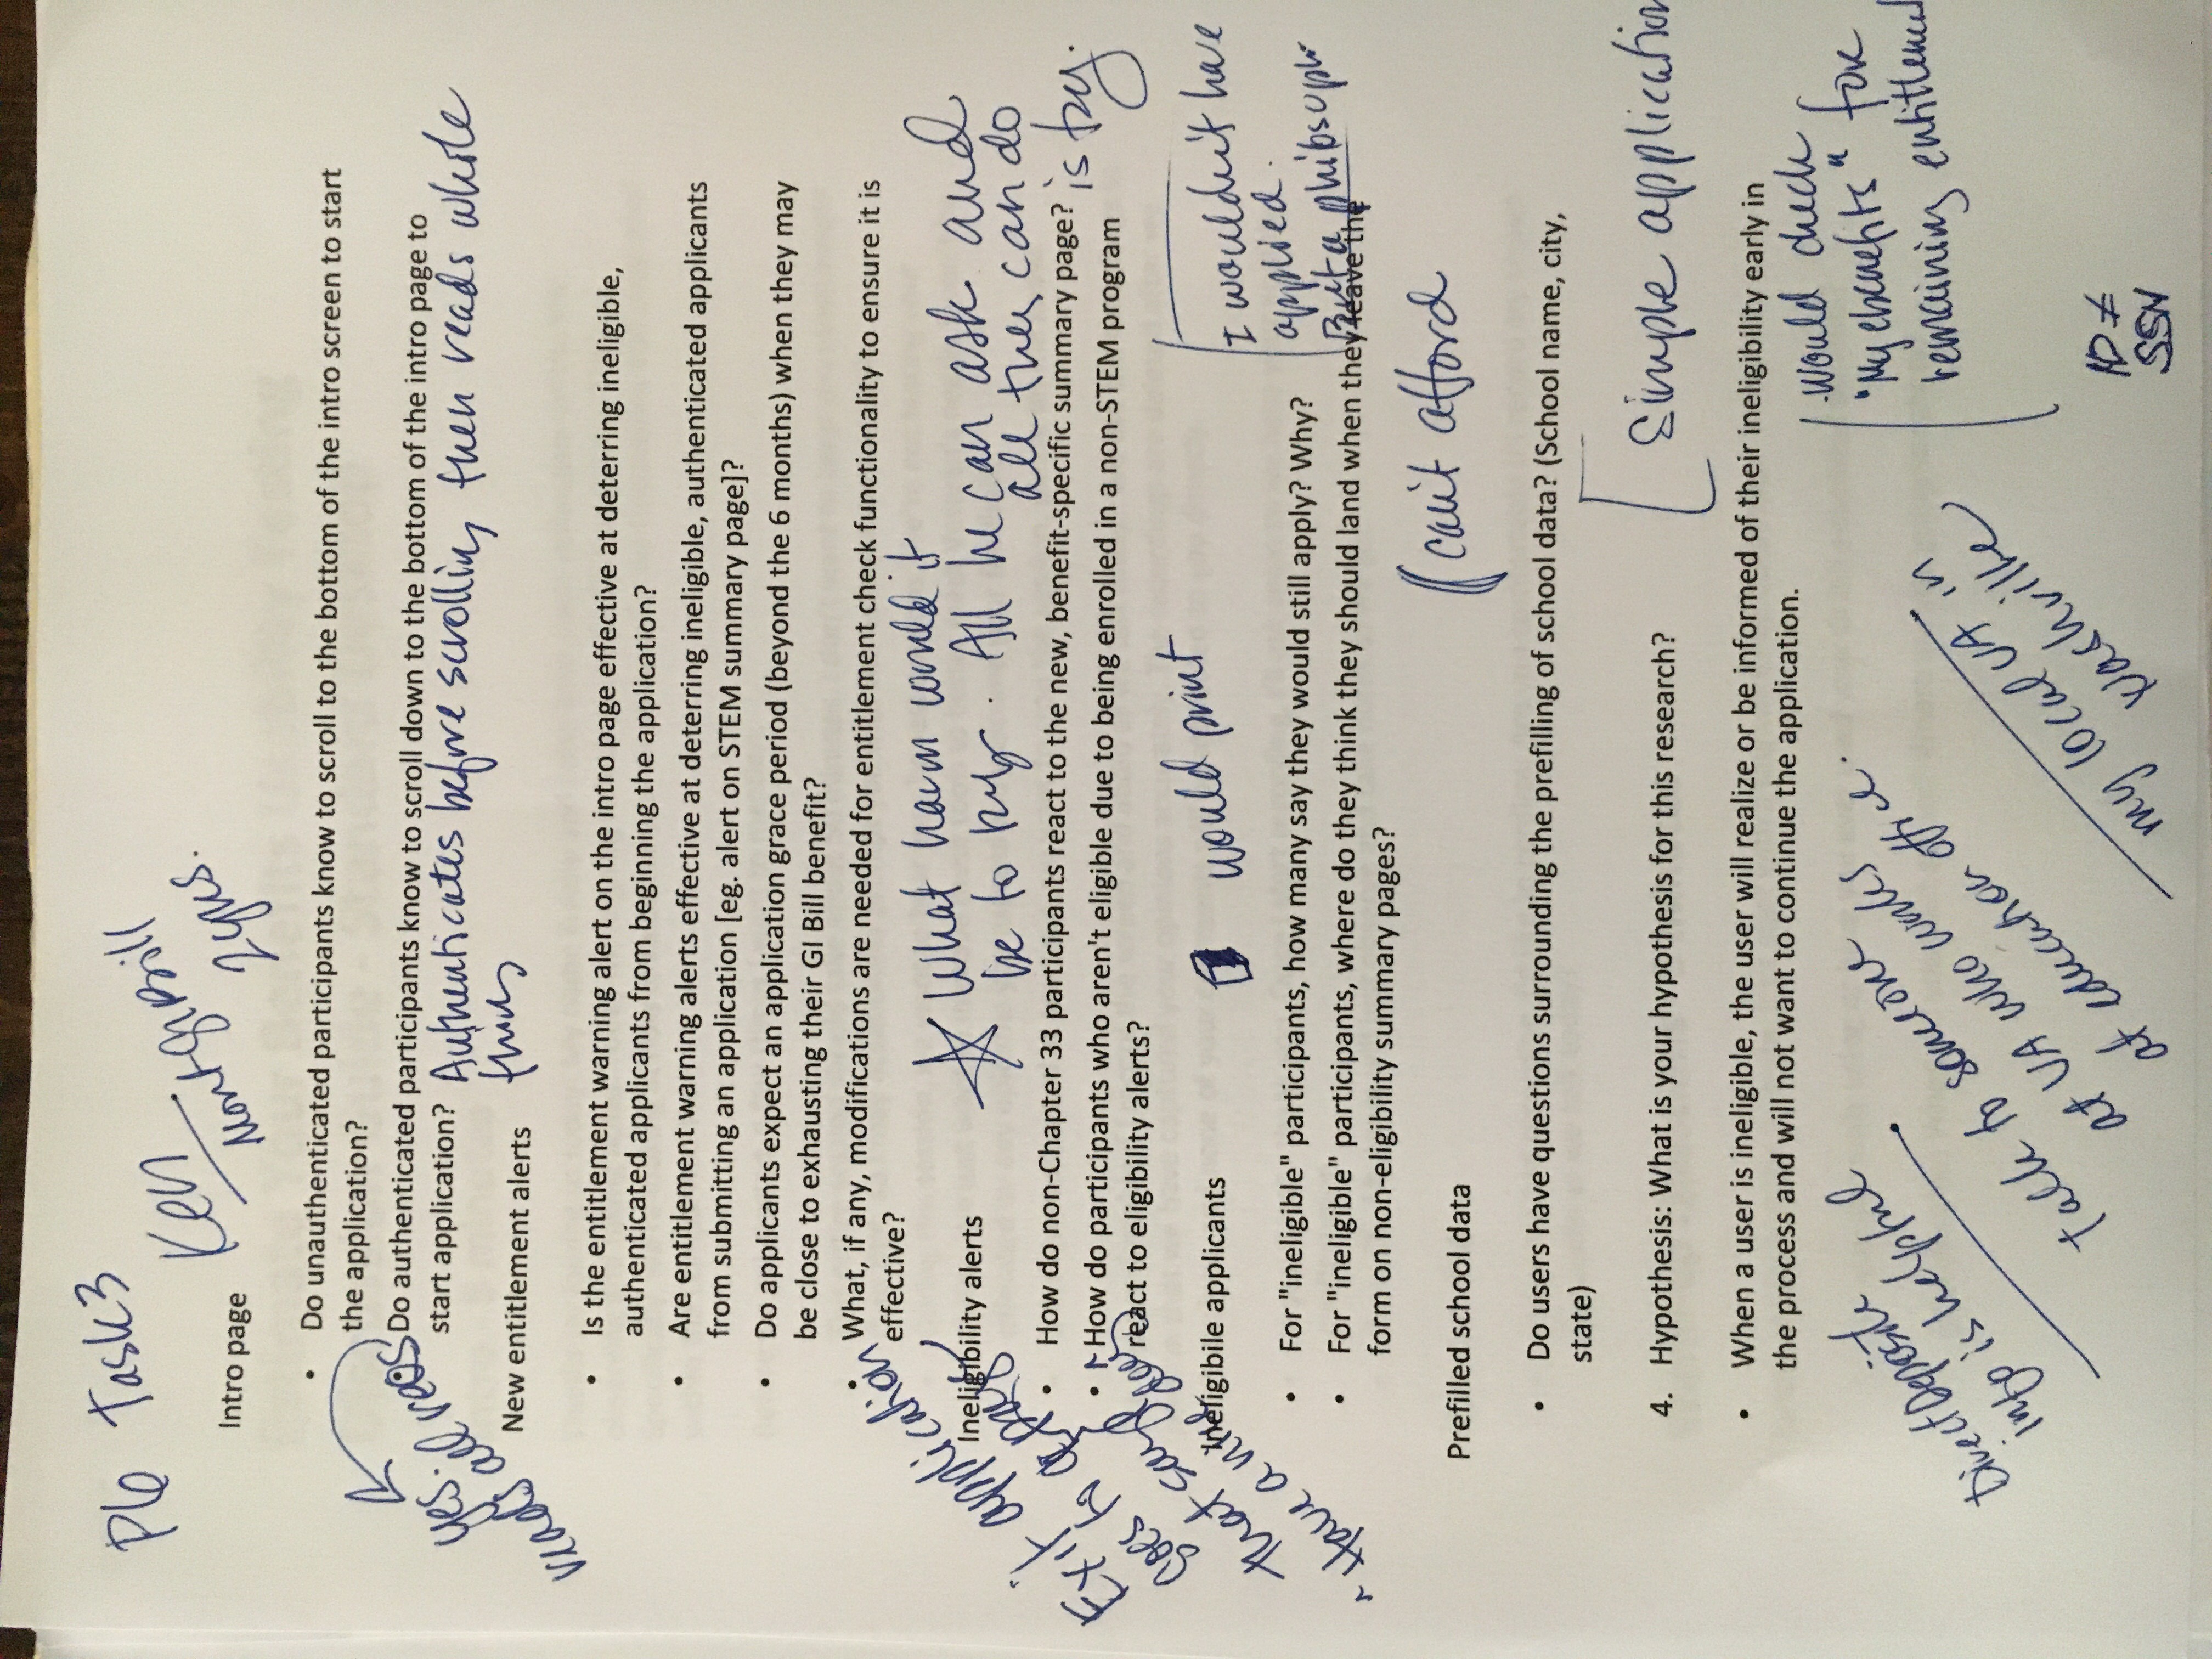 P6 Task3
Ken
Mont GI Bill
2 yrs.
Intro page
• Do unauthenticated participants know to scroll to the bottom of the intro screen to start
the application?
Do authenticated participants know to scroll down to the bottom of the intro page to
start application?
Authenticates before scrolling, then reads whole
thing
yes.
New entitlement alerts
• Is the entitlement warning alert on the intro page effective at deterring ineligible,
authenticated applicants from beginning the application?
• Are entitlement warning alerts effective at deterring ineligible, authenticated applicants
from submitting an application [eg. alert on STEM summary page]?
• Do applicants expect an application grace period (beyond the 6 months) when they may
be close to exhausting their GI Bill benefit?
• What, if any, modifications are needed for entitlement check functionality to ensure it is
effective?
What harm would it
be to try. All he can ask and
all they can do
is try.
Ineligibility alerts
• How do non-Chapter 33 participants react to the new, benefit-specific summary page?
• How do participants who aren't eligible due to being enrolled in a non-STEM program
react to eligibility alerts?
Exit application
goes to a page
that says
"have a nice
would print
I wouldn't have
applied.
Ineligibile applicants
• For "ineligible" participants, how many say they would still apply? Why?
• For "ineligible" participants, where do they think they should land when they leave the
form on non-eligibility summary pages?
can't afford
Prefilled school data
• Do users have questions surrounding the prefilling of school data? (School name, city,
state)
Simple application
4. Hypothesis: What is your hypothesis for this research?
• When a user is ineligible, the user will realize or be informed of their ineligibility early in
the process and will not want to continue the application.
would check
"My benefits" for
remaining entitlement
Direct Deposit
info is helpful
Talk to someone
at VA who works
at another office.
my local VA is
Nashville
≠
SSN